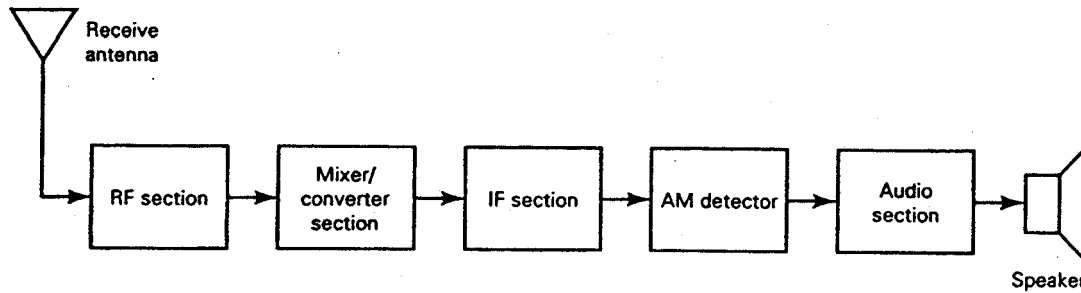 Receive
antenna
RF section
Mixer/
converter
section
IF section
AM detector
Audio
section
Speaker